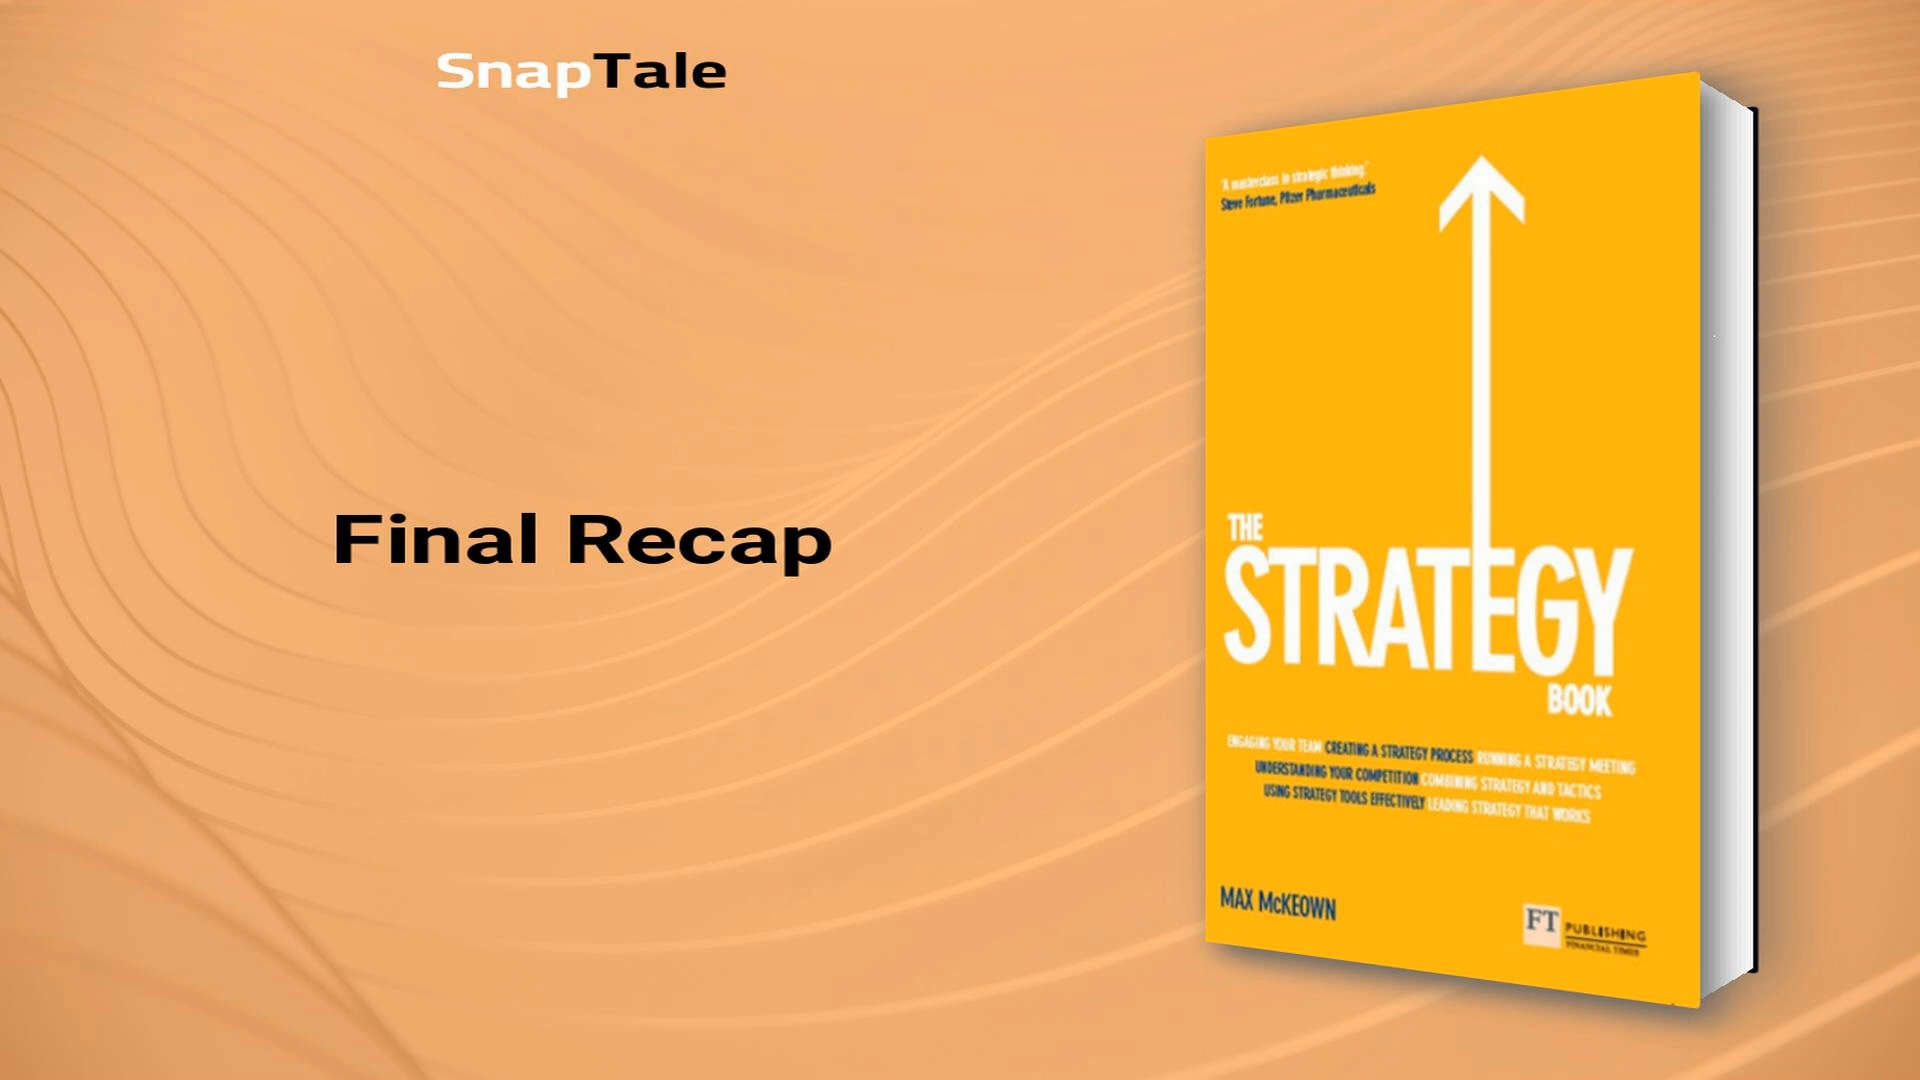 SnapTale
Final Recap
'A masterclass in strategic thinking.'
Steve Fortune, Pfizer Pharmaceuticals
THE
STRATEGY
BOOK
ENGAGING YOUR TEAM CREATING A STRATEGY PROCESS RUNNING A STRATEGY MEETING
UNDERSTANDING YOUR COMPETITION COMBINING STRATEGY AND TACTICS
USING STRATEGY TOOLS EFFECTIVELY LEADING STRATEGY THAT WORKS
MAX McKEOWN
FT PUBLISHING
FINANCIAL TIMES